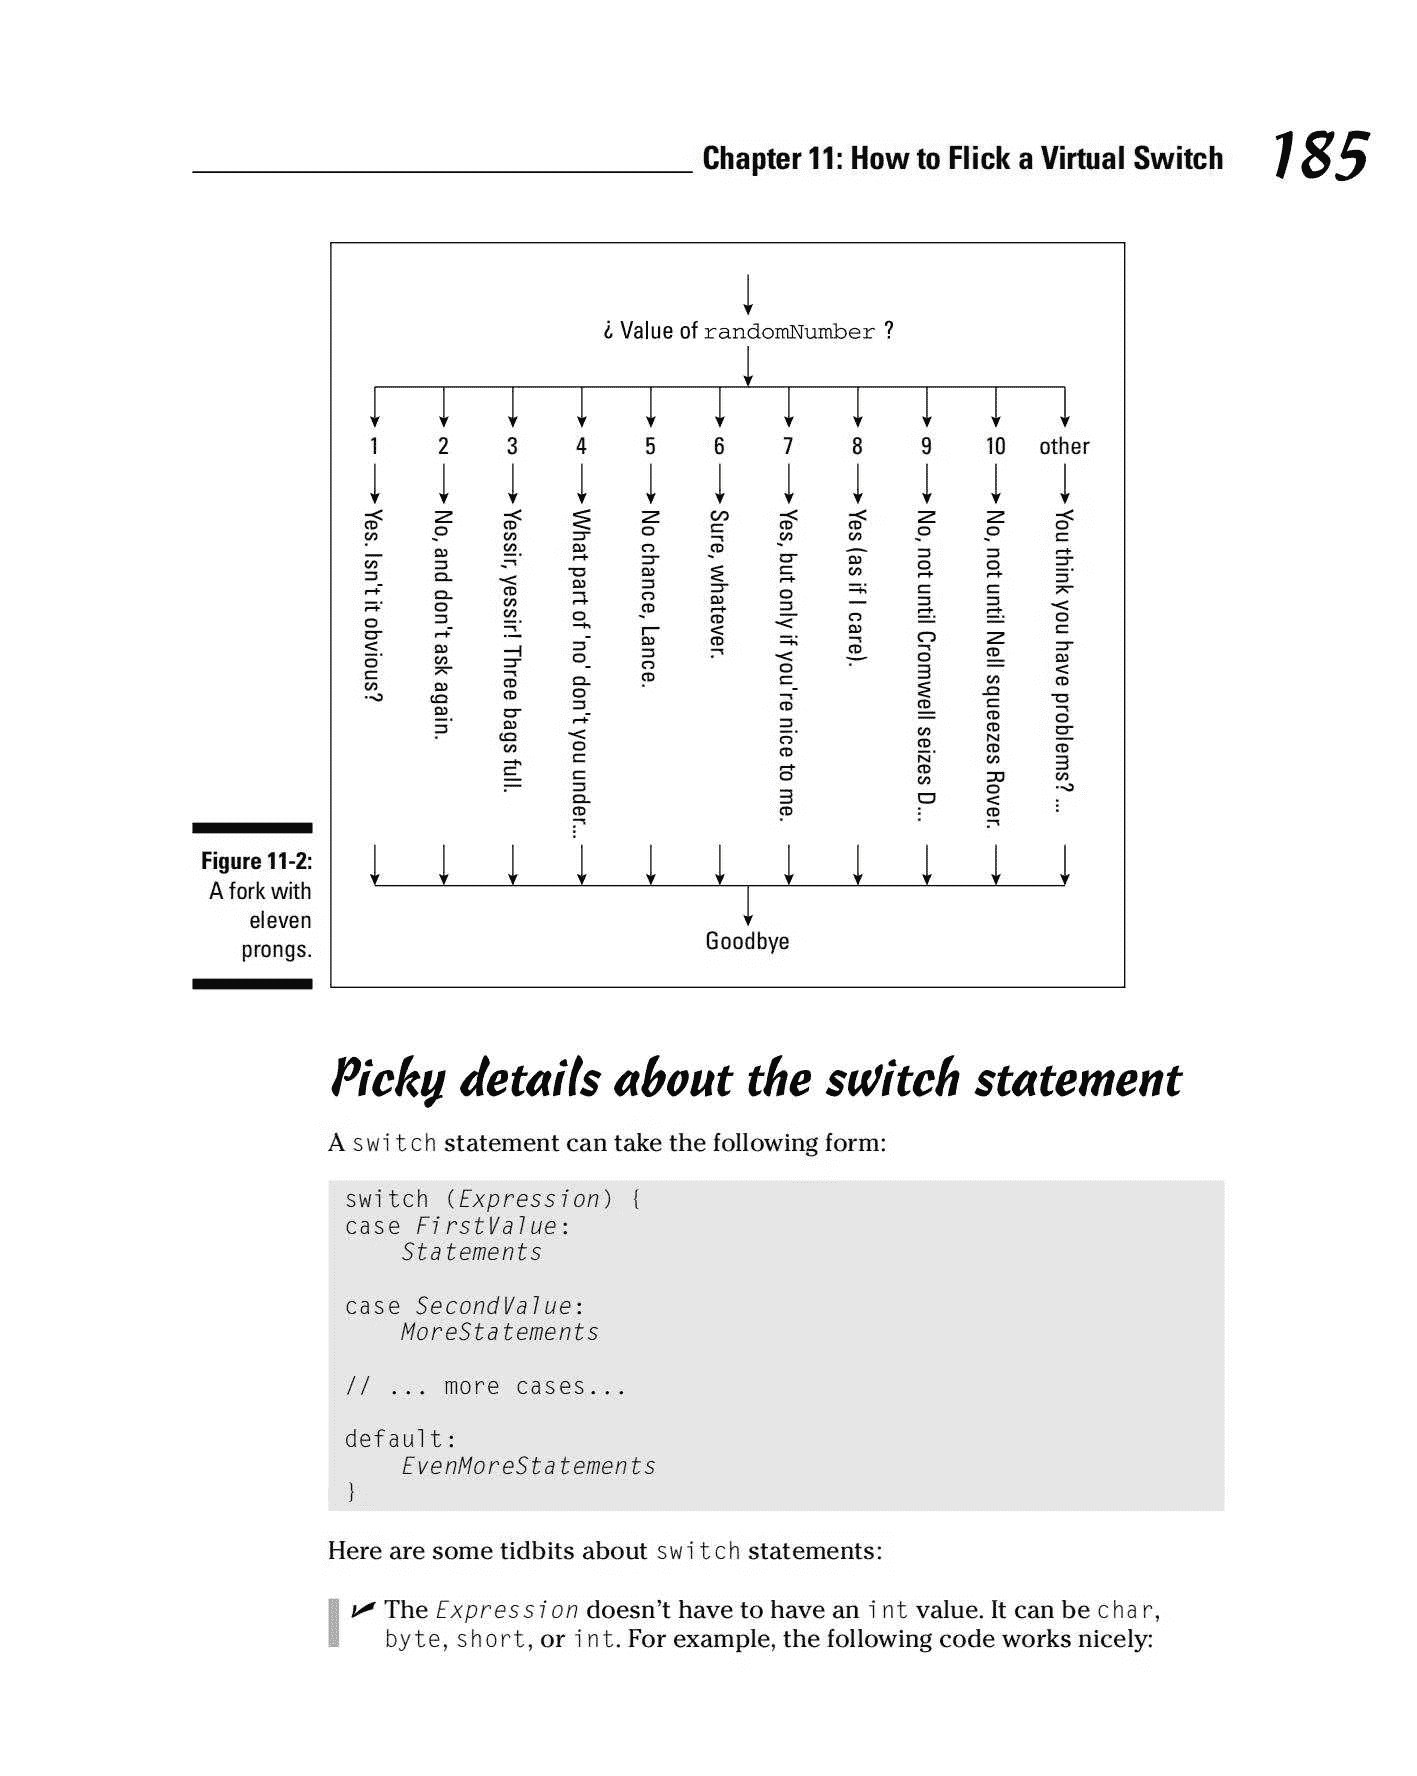 Chapter 11: How to Flick a Virtual Switch 185
¿ Value of randomNumber ?
1 2 3 4 5 6 7 8 9 10 other
Yes. Isn't it obvious?
No, and don't ask again.
Yessir, yessir! Three bags full.
What part of 'no' don't you under...
No chance, Lance.
Sure, whatever.
Yes, but only if you're nice to me.
Yes (as if I care).
No, not until Cromwell seizes D...
No, not until Nell squeezes Rover.
You think you have problems? ...
Goodbye
Figure 11-2:
A fork with
eleven
prongs.
Picky details about the switch statement
A switch statement can take the following form:
switch (Expression) {
case FirstValue:
Statements
case SecondValue:
MoreStatements
// ... more cases...
default:
EvenMoreStatements
}
Here are some tidbits about switch statements:
✓ The Expression doesn't have to have an int value. It can be char,
byte, short, or int. For example, the following code works nicely: